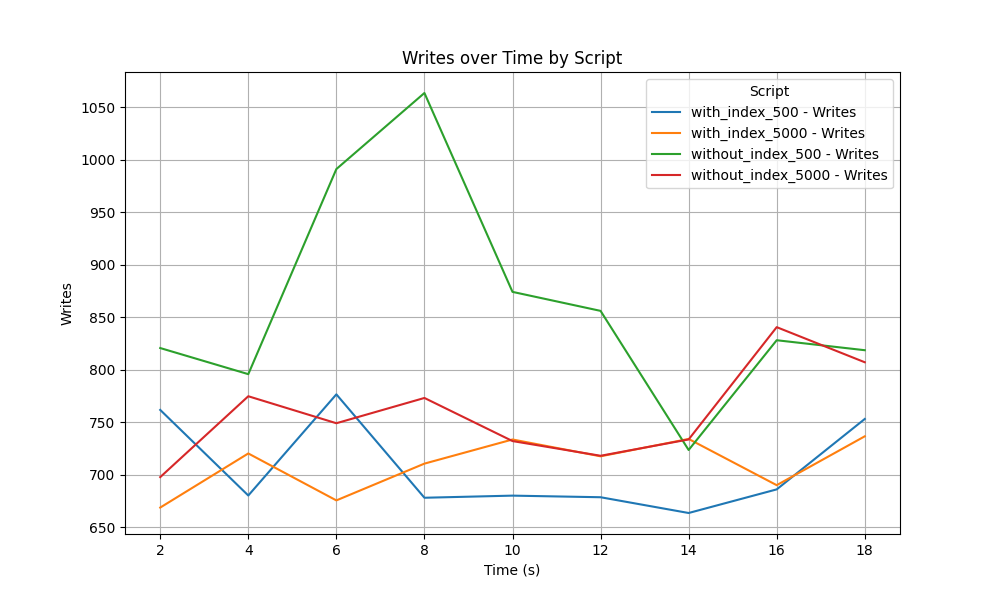 Writes over Time by Script
Script
with_index_500 - Writes
with_index_5000 - Writes
without_index_500 - Writes
without_index_5000 - Writes
Writes
1050
1000
950
900
850
800
750
700
650
2 4 6 8 10 12 14 16 18
Time (s)